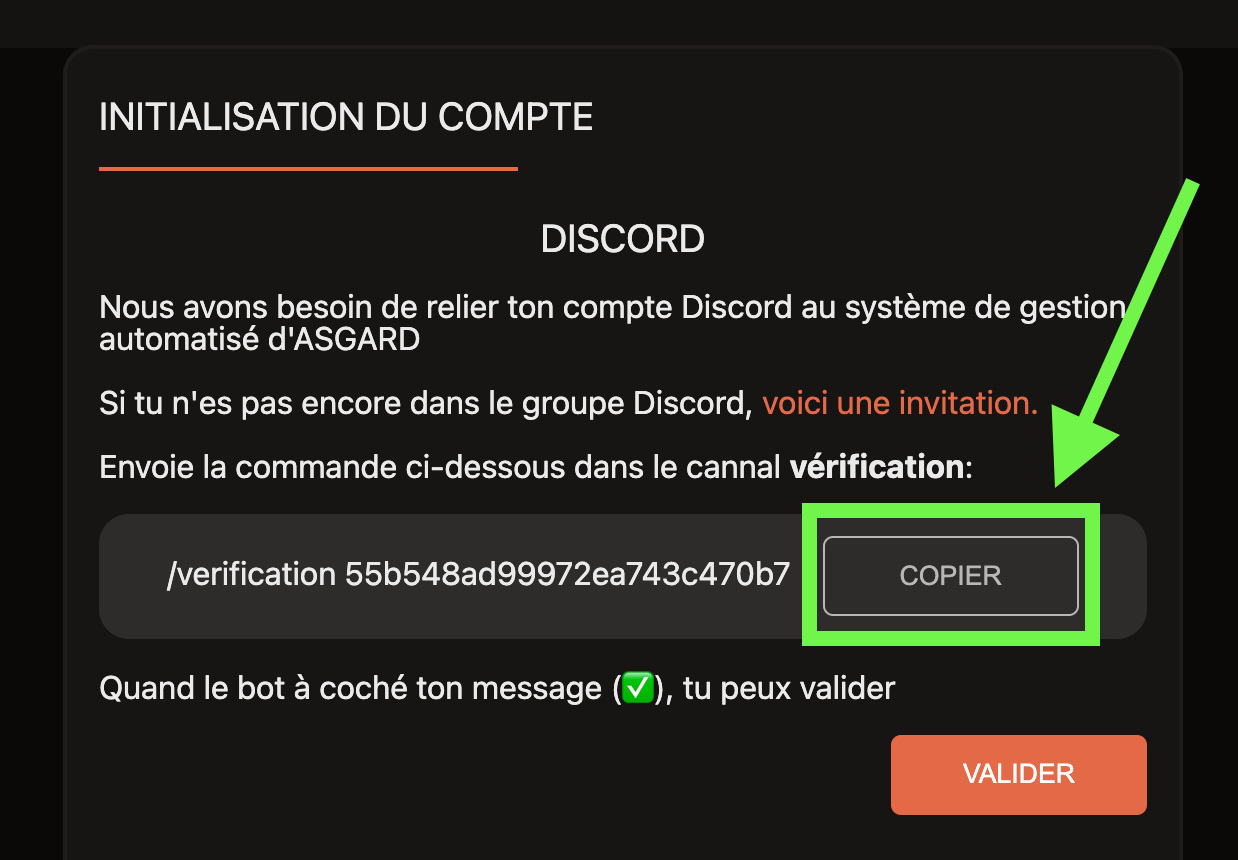 INITIALISATION DU COMPTE
DISCORD
Nous avons besoin de relier ton compte Discord au système de gestion
automatisé d'ASGARD
Si tu n'es pas encore dans le groupe Discord, voici une invitation.
Envoie la commande ci-dessous dans le cannal vérification:
/verification 55b548ad99972ea743c470b7 COPIER
Quand le bot à coché ton message (✅), tu peux valider
VALIDER